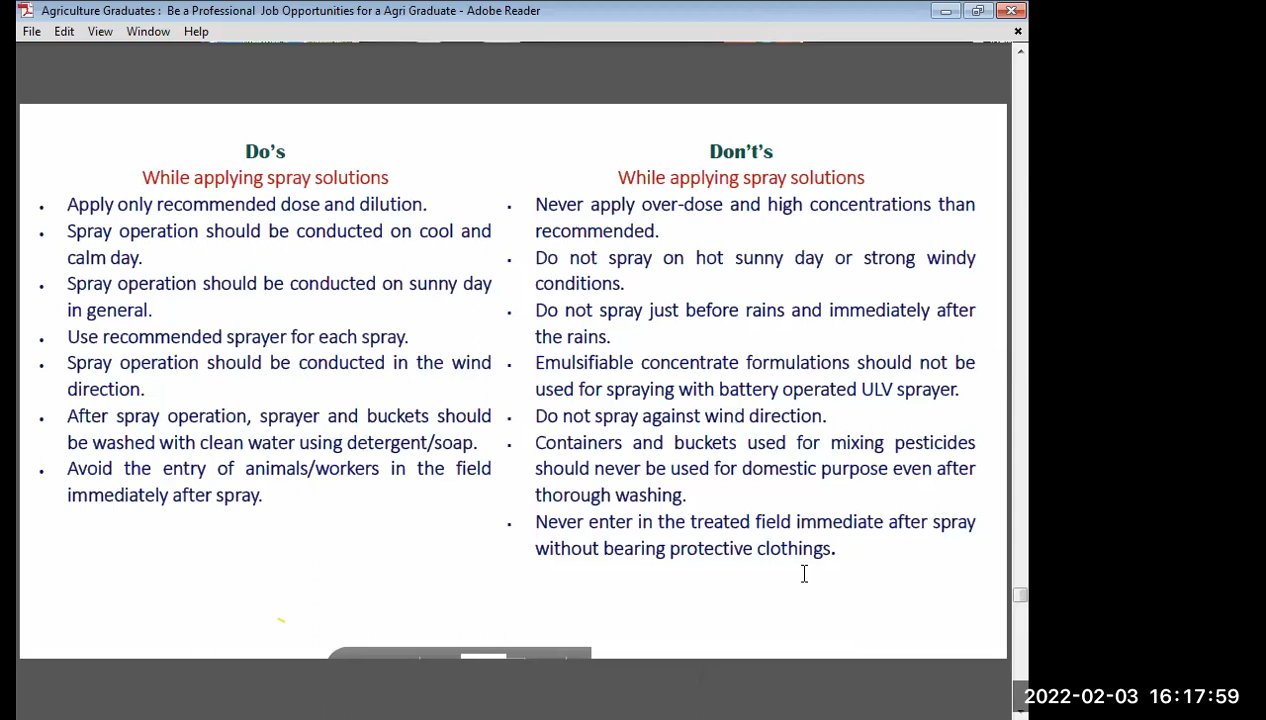 Agriculture Graduates : Be a Professional Job Opportunities for a Agri Graduate - Adobe Reader
File Edit View Window Help
Do's
While applying spray solutions
• Apply only recommended dose and dilution.
• Spray operation should be conducted on cool and
calm day.
• Spray operation should be conducted on sunny day
in general.
• Use recommended sprayer for each spray.
• Spray operation should be conducted in the wind
direction.
• After spray operation, sprayer and buckets should
be washed with clean water using detergent/soap.
• Avoid the entry of animals/workers in the field
immediately after spray.
Don't's
While applying spray solutions
• Never apply over-dose and high concentrations than
recommended.
• Do not spray on hot sunny day or strong windy
conditions.
• Do not spray just before rains and immediately after
the rains.
• Emulsifiable concentrate formulations should not be
used for spraying with battery operated ULV sprayer.
• Do not spray against wind direction.
• Containers and buckets used for mixing pesticides
should never be used for domestic purpose even after
thorough washing.
• Never enter in the treated field immediate after spray
without bearing protective clothings.
2022-02-03 16:17:59